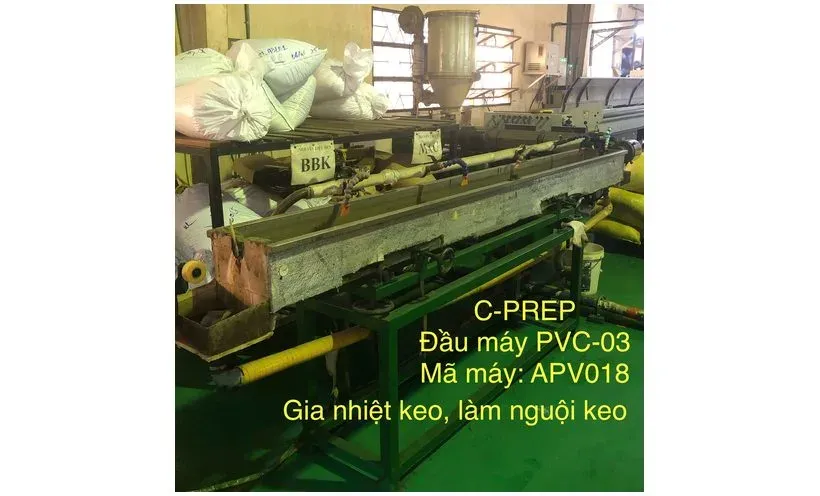 BBK
C-PREP
Đầu máy PVC-03
Mã máy: APV018
Gia nhiệt keo, làm nguội keo